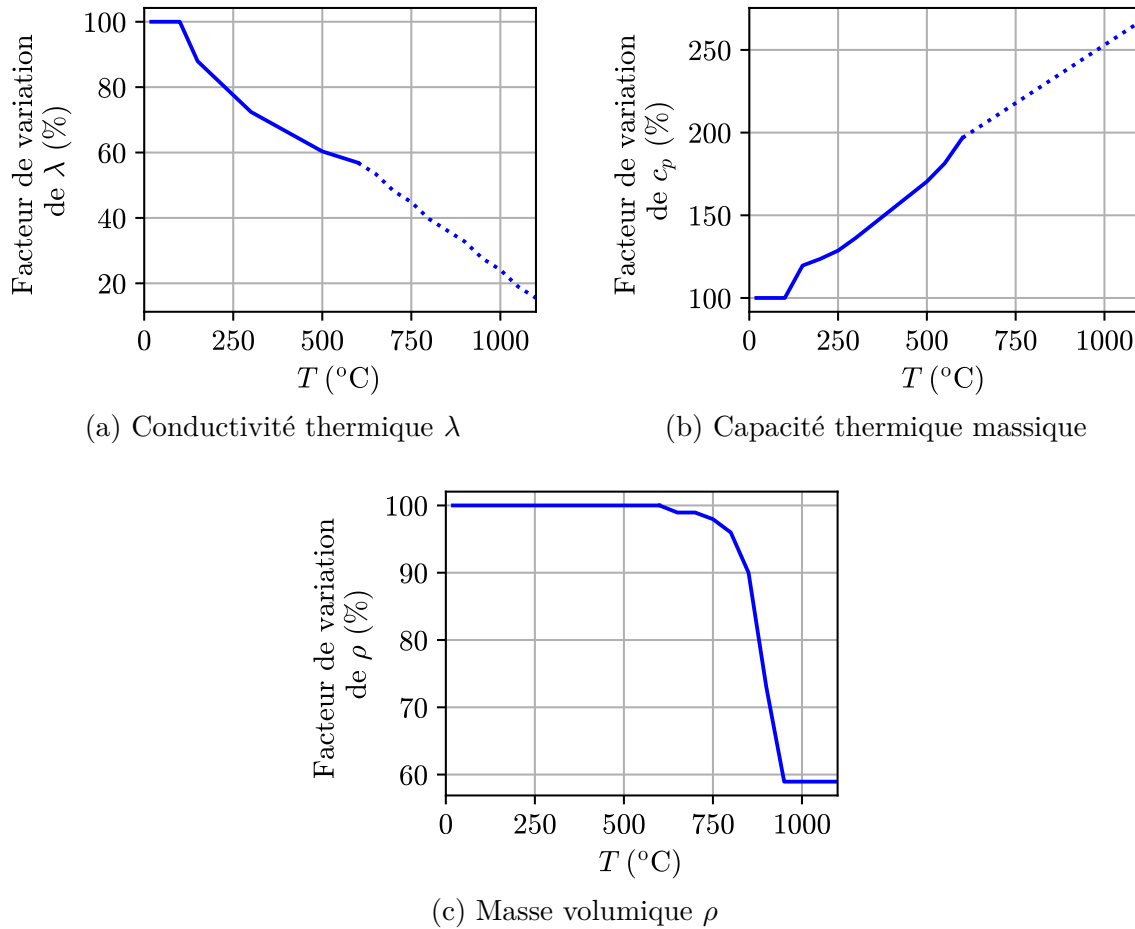 100
80
60
40
20
Facteur de variation
de λ (%)
0 250 500 750 1000
T (°C)
(a) Conductivité thermique λ
250
200
150
100
Facteur de variation
de c_p (%)
0 250 500 750 1000
T (°C)
(b) Capacité thermique massique
100
90
80
70
60
Facteur de variation
de ρ (%)
0 250 500 750 1000
T (°C)
(c) Masse volumique ρ